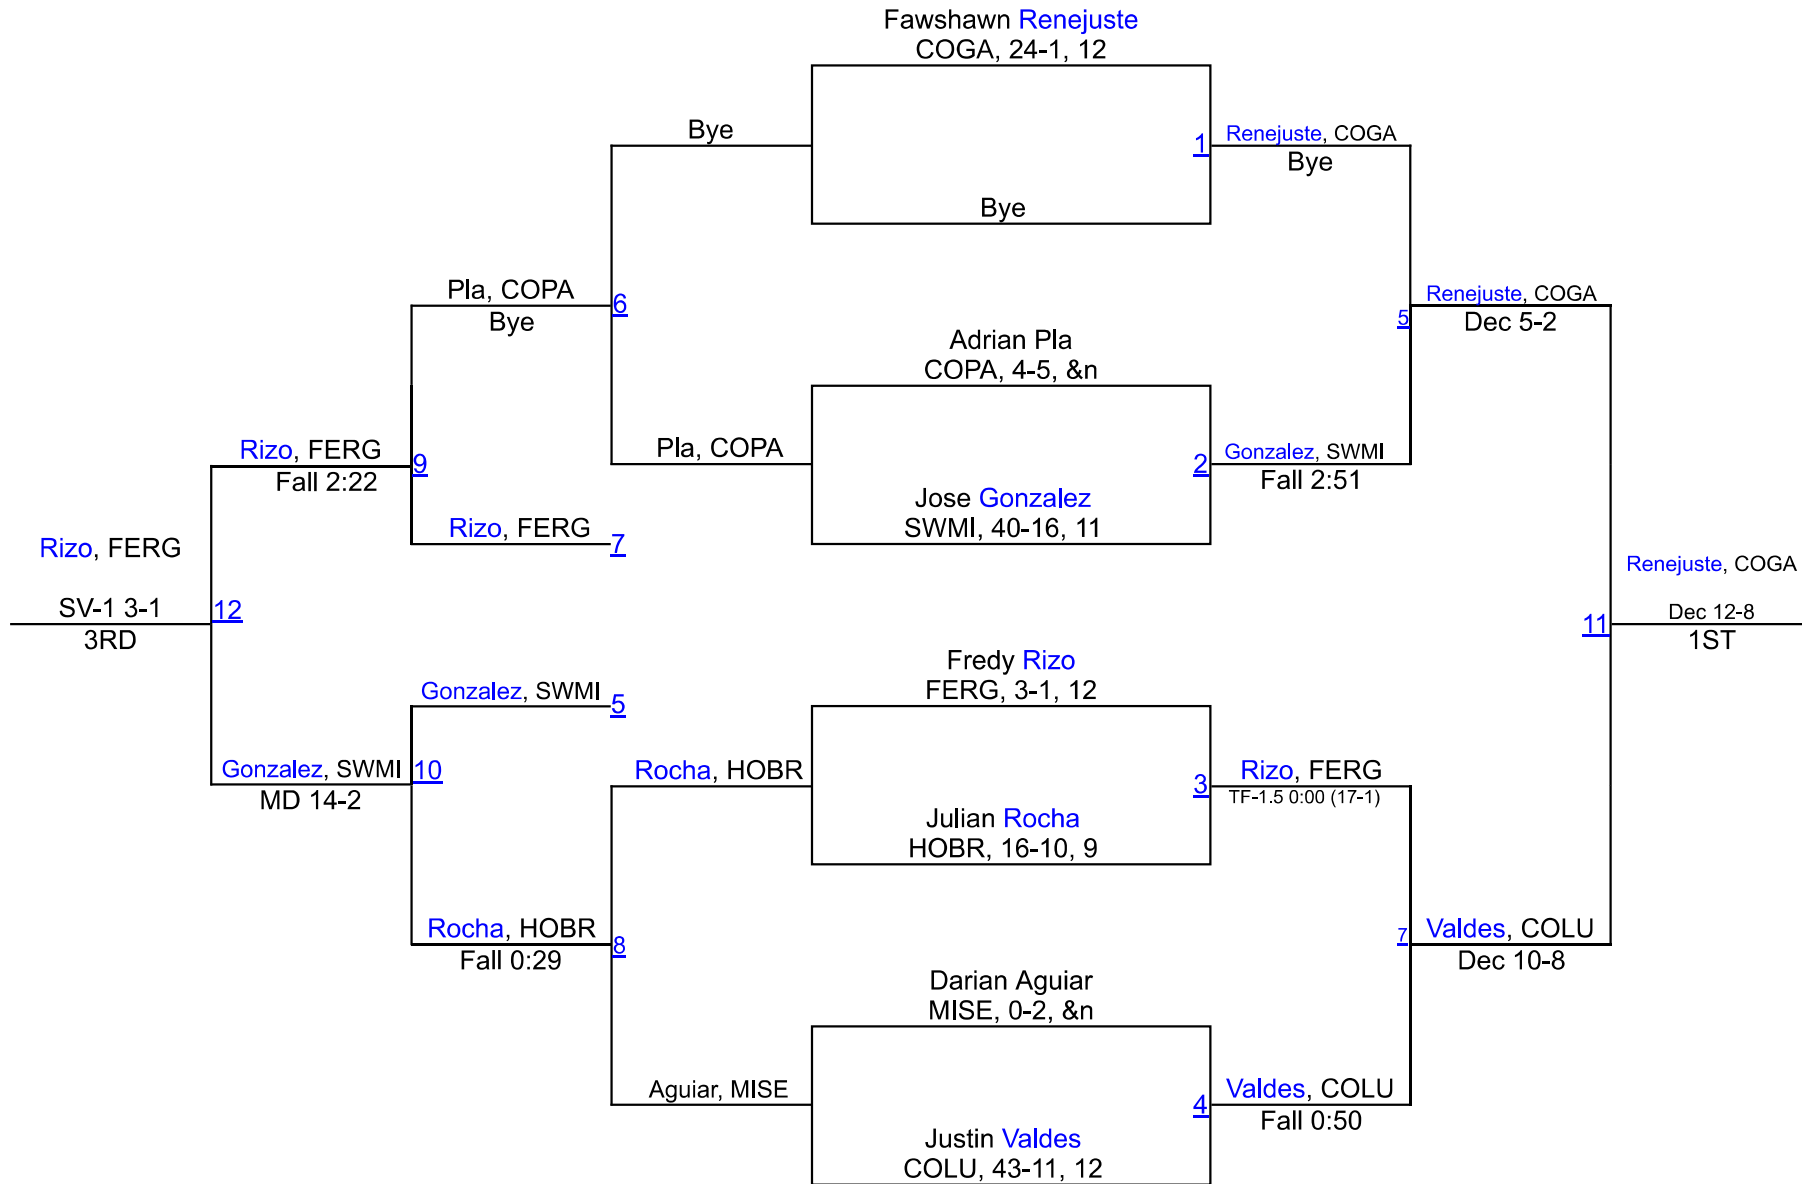 Fawshawn Renejuste
COGA, 24-1, 12
Bye
1
Renejuste, COGA
Bye
Bye
Pla, COPA
Bye
6
Renejuste, COGA
5
Dec 5-2
Adrian Pla
COPA, 4-5, &n
Rizo, FERG
Fall 2:22
9
Pla, COPA
2
Gonzalez, SWMI
Fall 2:51
Jose Gonzalez
SWMI, 40-16, 11
Rizo, FERG
7
Rizo, FERG
SV-1 3-1
3RD
12
Renejuste, COGA
11
Dec 12-8
1ST
Fredy Rizo
FERG, 3-1, 12
Gonzalez, SWMI
5
Gonzalez, SWMI
MD 14-2
10
Rocha, HOBR
3
Rizo, FERG
TF-1.5 0:00 (17-1)
Julian Rocha
HOBR, 16-10, 9
Rocha, HOBR
Fall 0:29
8
7
Valdes, COLU
Dec 10-8
Darian Aguiar
MISE, 0-2, &n
Aguiar, MISE
4
Valdes, COLU
Fall 0:50
Justin Valdes
COLU, 43-11, 12